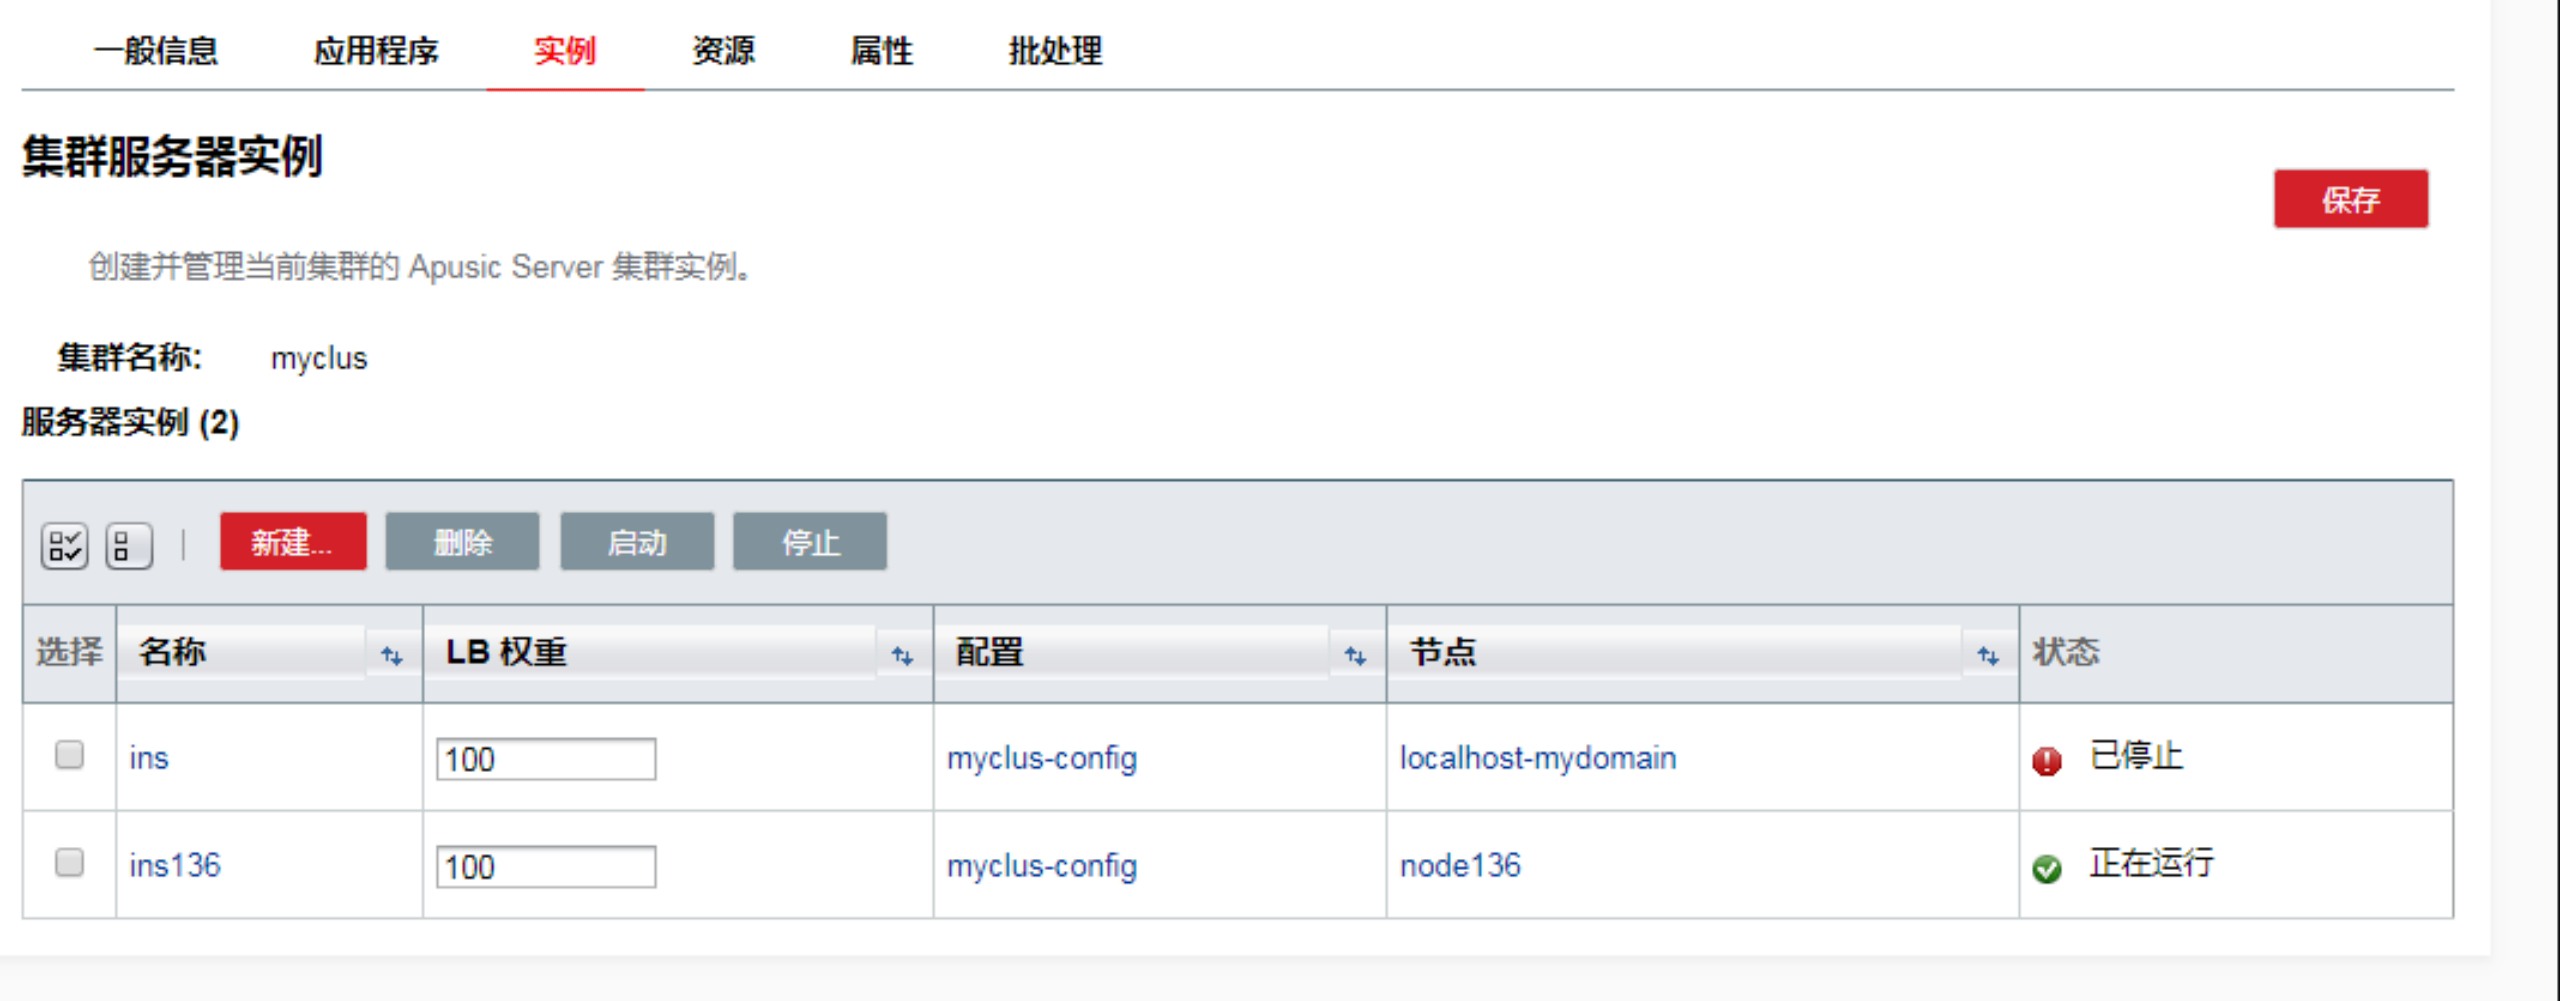 一般信息 应用程序 实例 资源 属性 批处理
集群服务器实例
保存
创建并管理当前集群的 Apusic Server 集群实例。
集群名称: myclus
服务器实例 (2)
新建... 删除 启动 停止
选择 名称 LB 权重 配置 节点 状态
ins 100 myclus-config localhost-mydomain 已停止
ins136 100 myclus-config node136 正在运行